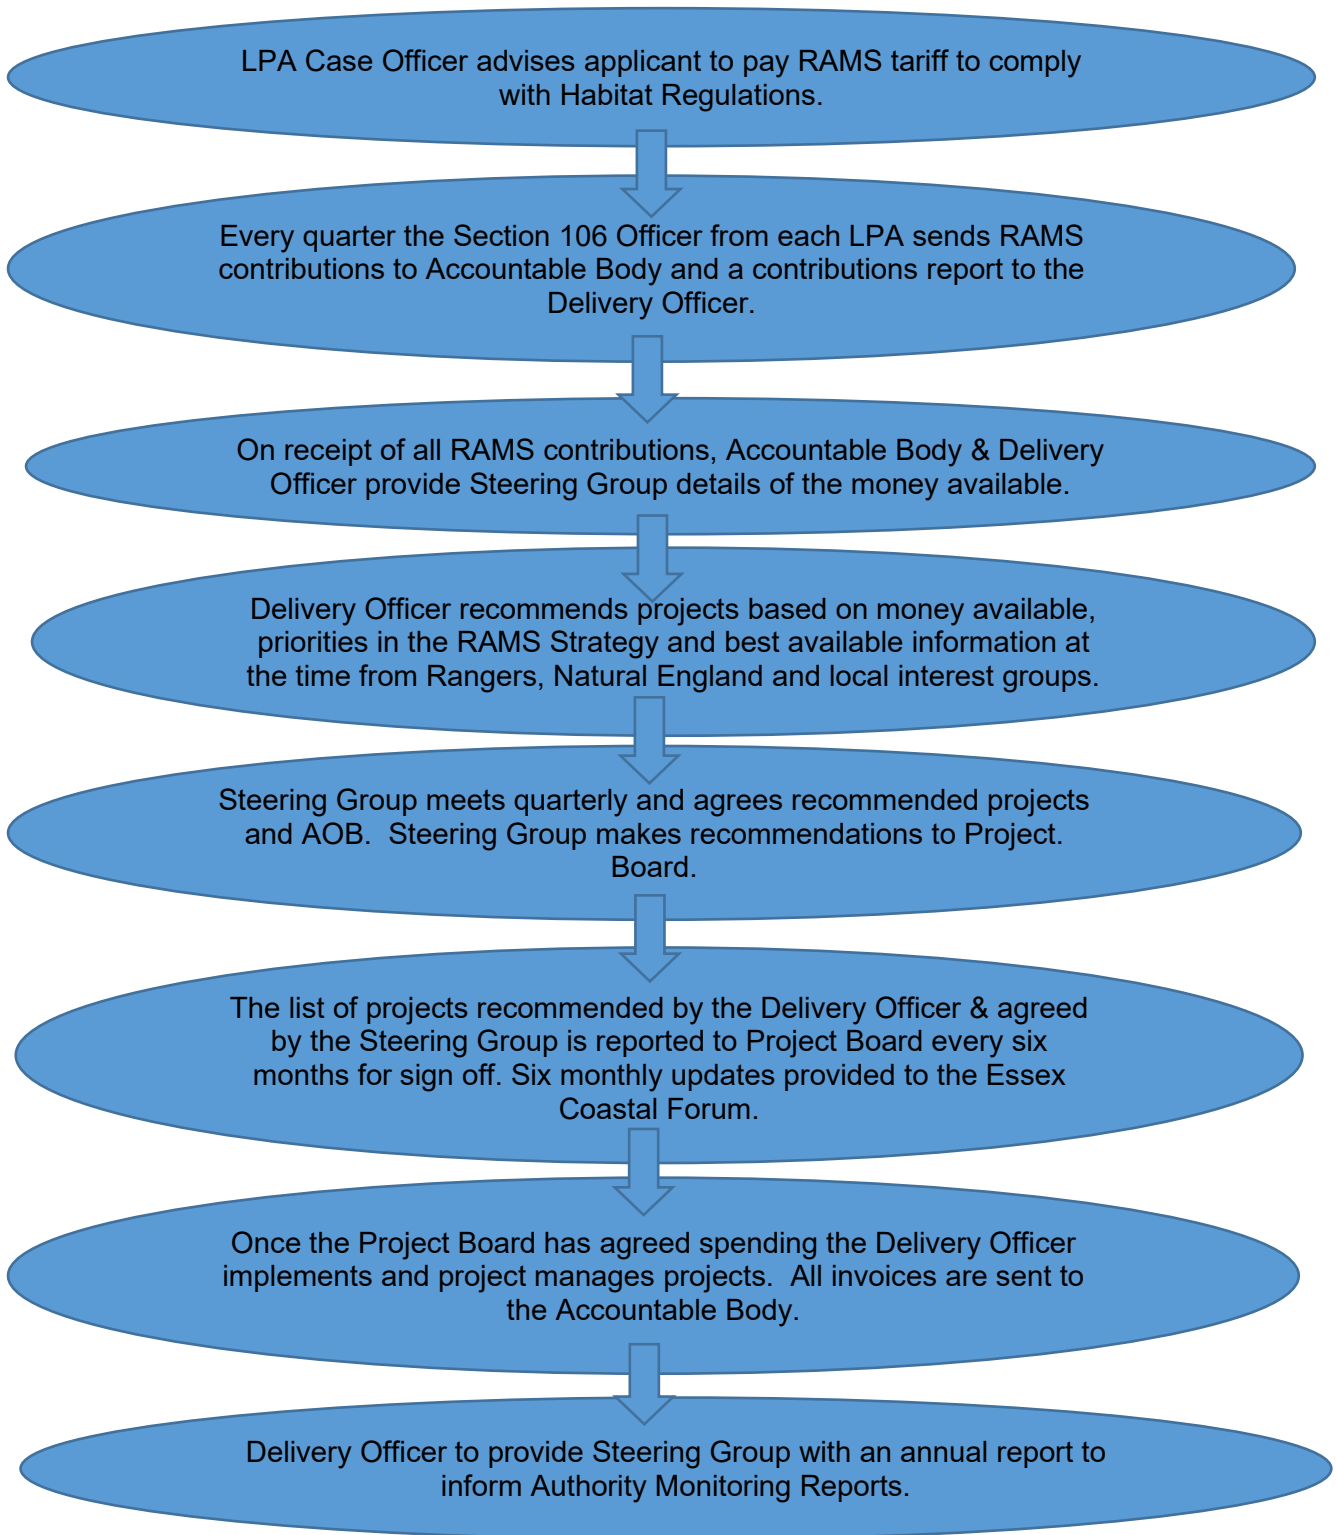 LPA Case Officer advises applicant to pay RAMS tariff to comply
with Habitat Regulations.
Every quarter the Section 106 Officer from each LPA sends RAMS
contributions to Accountable Body and a contributions report to the
Delivery Officer.
On receipt of all RAMS contributions, Accountable Body & Delivery
Officer provide Steering Group details of the money available.
Delivery Officer recommends projects based on money available,
priorities in the RAMS Strategy and best available information at
the time from Rangers, Natural England and local interest groups.
Steering Group meets quarterly and agrees recommended projects
and AOB.  Steering Group makes recommendations to Project.
Board.
The list of projects recommended by the Delivery Officer & agreed
by the Steering Group is reported to Project Board every six
months for sign off. Six monthly updates provided to the Essex
Coastal Forum.
Once the Project Board has agreed spending the Delivery Officer
implements and project manages projects.  All invoices are sent to
the Accountable Body.
Delivery Officer to provide Steering Group with an annual report to
inform Authority Monitoring Reports.